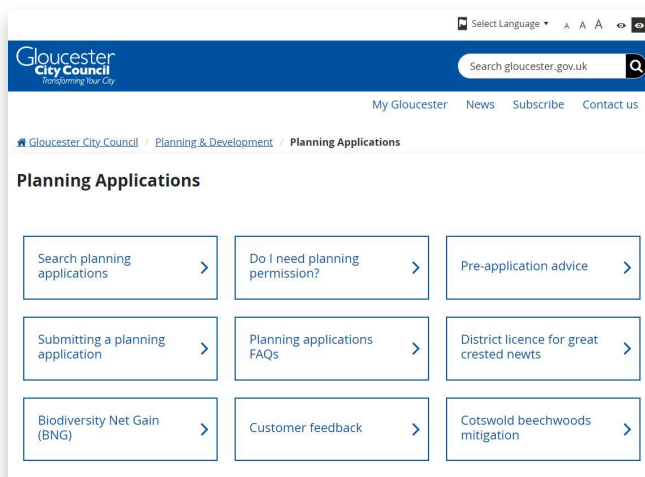 Select Language ▼ A A A
Gloucester
City Council
Transforming Your City
Search gloucester.gov.uk
My Gloucester News Subscribe Contact us
Gloucester City Council / Planning & Development / Planning Applications
Planning Applications
Search planning
applications
Do I need planning
permission?
Pre-application advice
Submitting a planning
application
Planning applications
FAQs
District licence for great
crested newts
Biodiversity Net Gain
(BNG)
Customer feedback
Cotswold beechwoods
mitigation